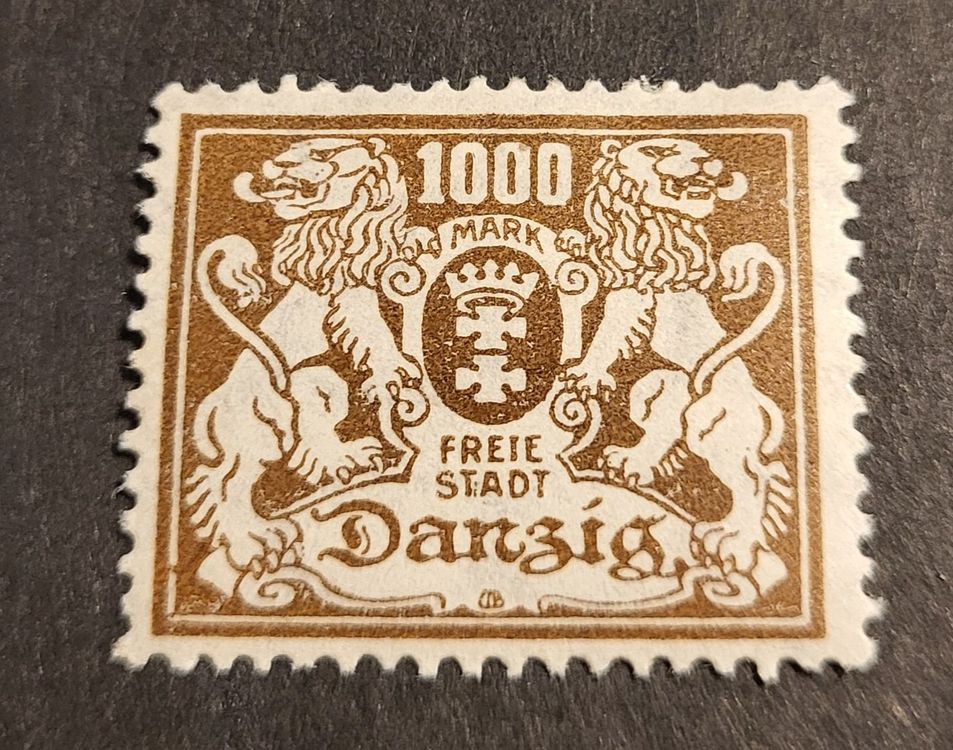 1000
MARK
FREIE
STADT
Danzig